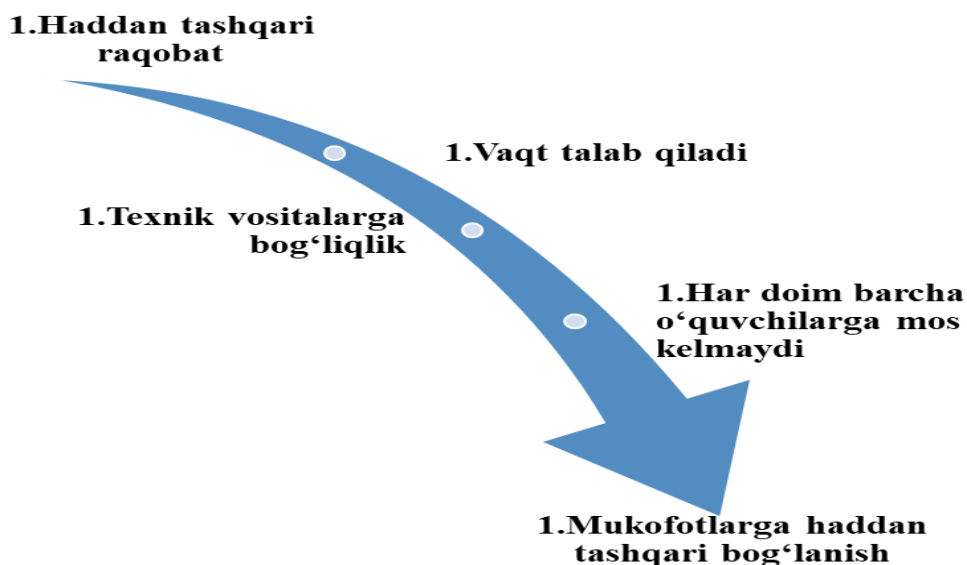 1.Haddan tashqari
raqobat
1.Vaqt talab qiladi
1.Texnik vositalarga
bog‘liqlik
1.Har doim barcha
o‘quvchilarga mos
kelmaydi
1.Mukofotlarga haddan
tashqari bog‘lanish